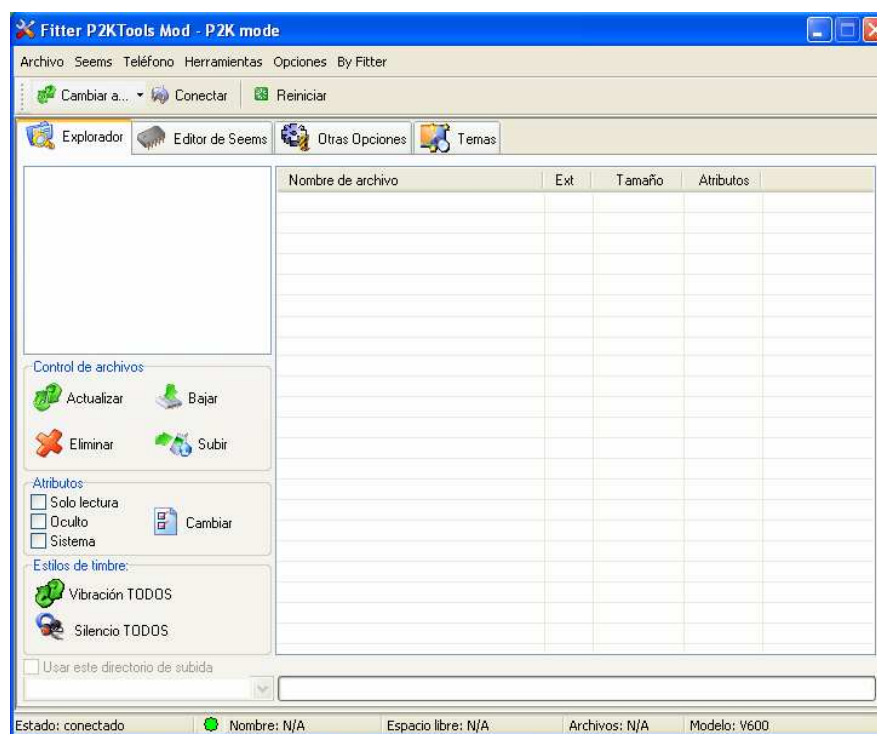 Fitter P2KTools Mod - P2K mode
Archivo Seems Teléfono Herramientas Opciones By Fitter
Cambiar a... Conectar Reiniciar
Explorador Editor de Seems Otras Opciones Temas
Nombre de archivo Ext Tamaño Atributos
Control de archivos
Actualizar Bajar
Eliminar Subir
Atributos
Solo lectura
Oculto Cambiar
Sistema
Estilos de timbre:
Vibración TODOS
Silencio TODOS
Usar este directorio de subida
Estado: conectado Nombre: N/A Espacio libre: N/A Archivos: N/A Modelo: V600